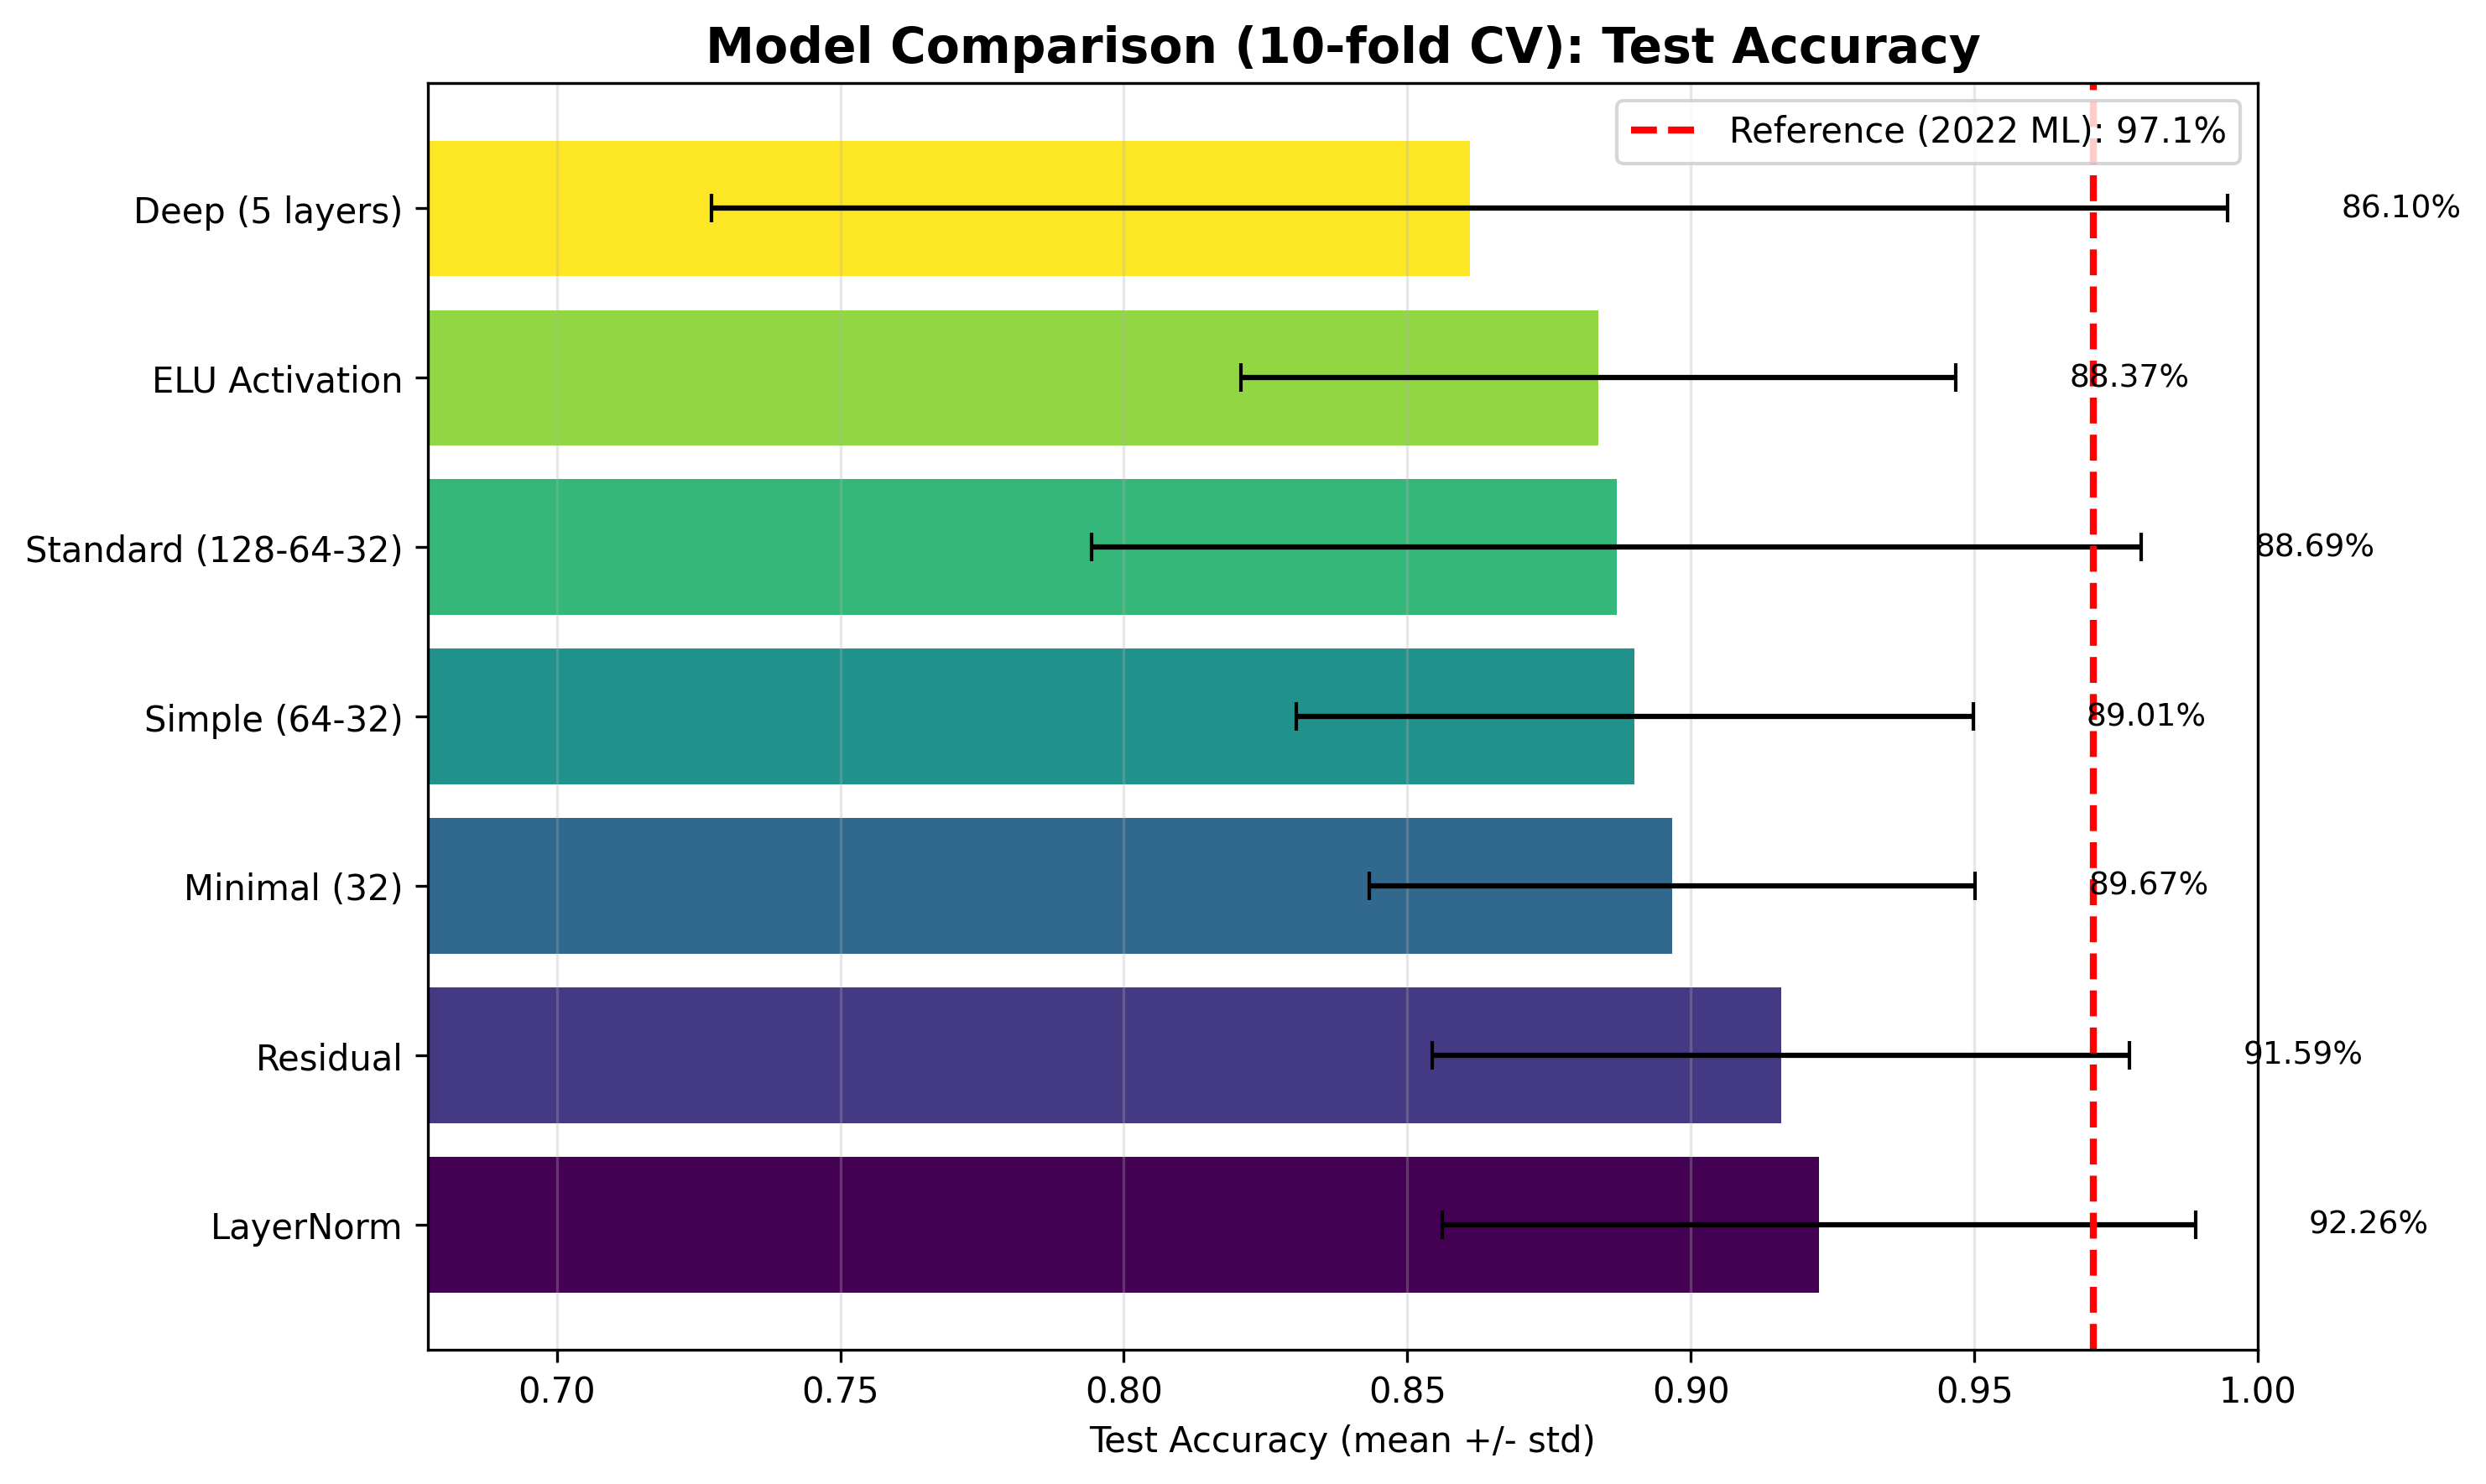 Model Comparison (10-fold CV): Test Accuracy
Reference (2022 ML): 97.1%
Deep (5 layers)
86.10%
ELU Activation
88.37%
Standard (128-64-32)
88.69%
Simple (64-32)
89.01%
Minimal (32)
89.67%
Residual
91.59%
LayerNorm
92.26%
0.70 0.75 0.80 0.85 0.90 0.95 1.00
Test Accuracy (mean +/- std)